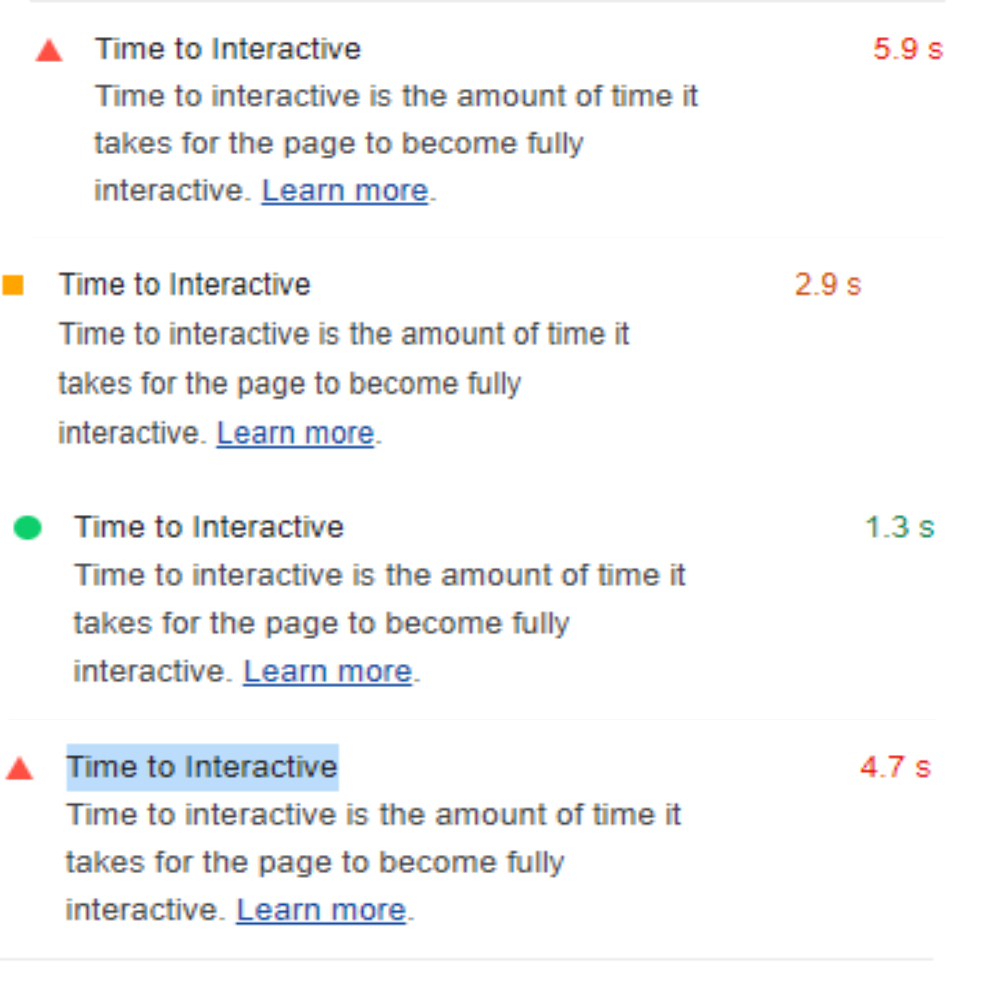 Time to Interactive 5.9 s
Time to interactive is the amount of time it
takes for the page to become fully
interactive. Learn more.
Time to Interactive 2.9 s
Time to interactive is the amount of time it
takes for the page to become fully
interactive. Learn more.
Time to Interactive 1.3 s
Time to interactive is the amount of time it
takes for the page to become fully
interactive. Learn more.
Time to Interactive 4.7 s
Time to interactive is the amount of time it
takes for the page to become fully
interactive. Learn more.